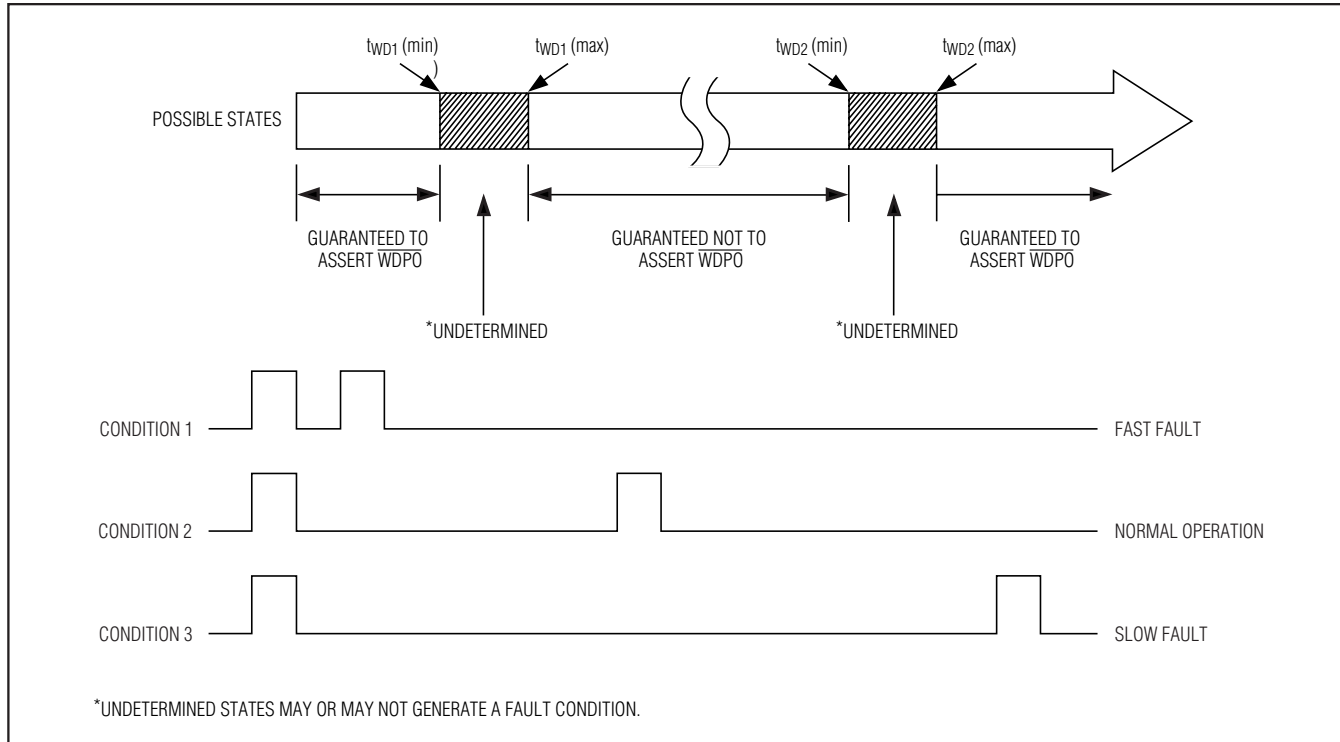 tWD1 (min)
)
tWD1 (max)
tWD2 (min)
tWD2 (max)
POSSIBLE STATES
GUARANTEED TO
ASSERT WDPO
GUARANTEED NOT TO
ASSERT WDPO
GUARANTEED TO
ASSERT WDPO
*UNDETERMINED
*UNDETERMINED
CONDITION 1
FAST FAULT
CONDITION 2
NORMAL OPERATION
CONDITION 3
SLOW FAULT
*UNDETERMINED STATES MAY OR MAY NOT GENERATE A FAULT CONDITION.